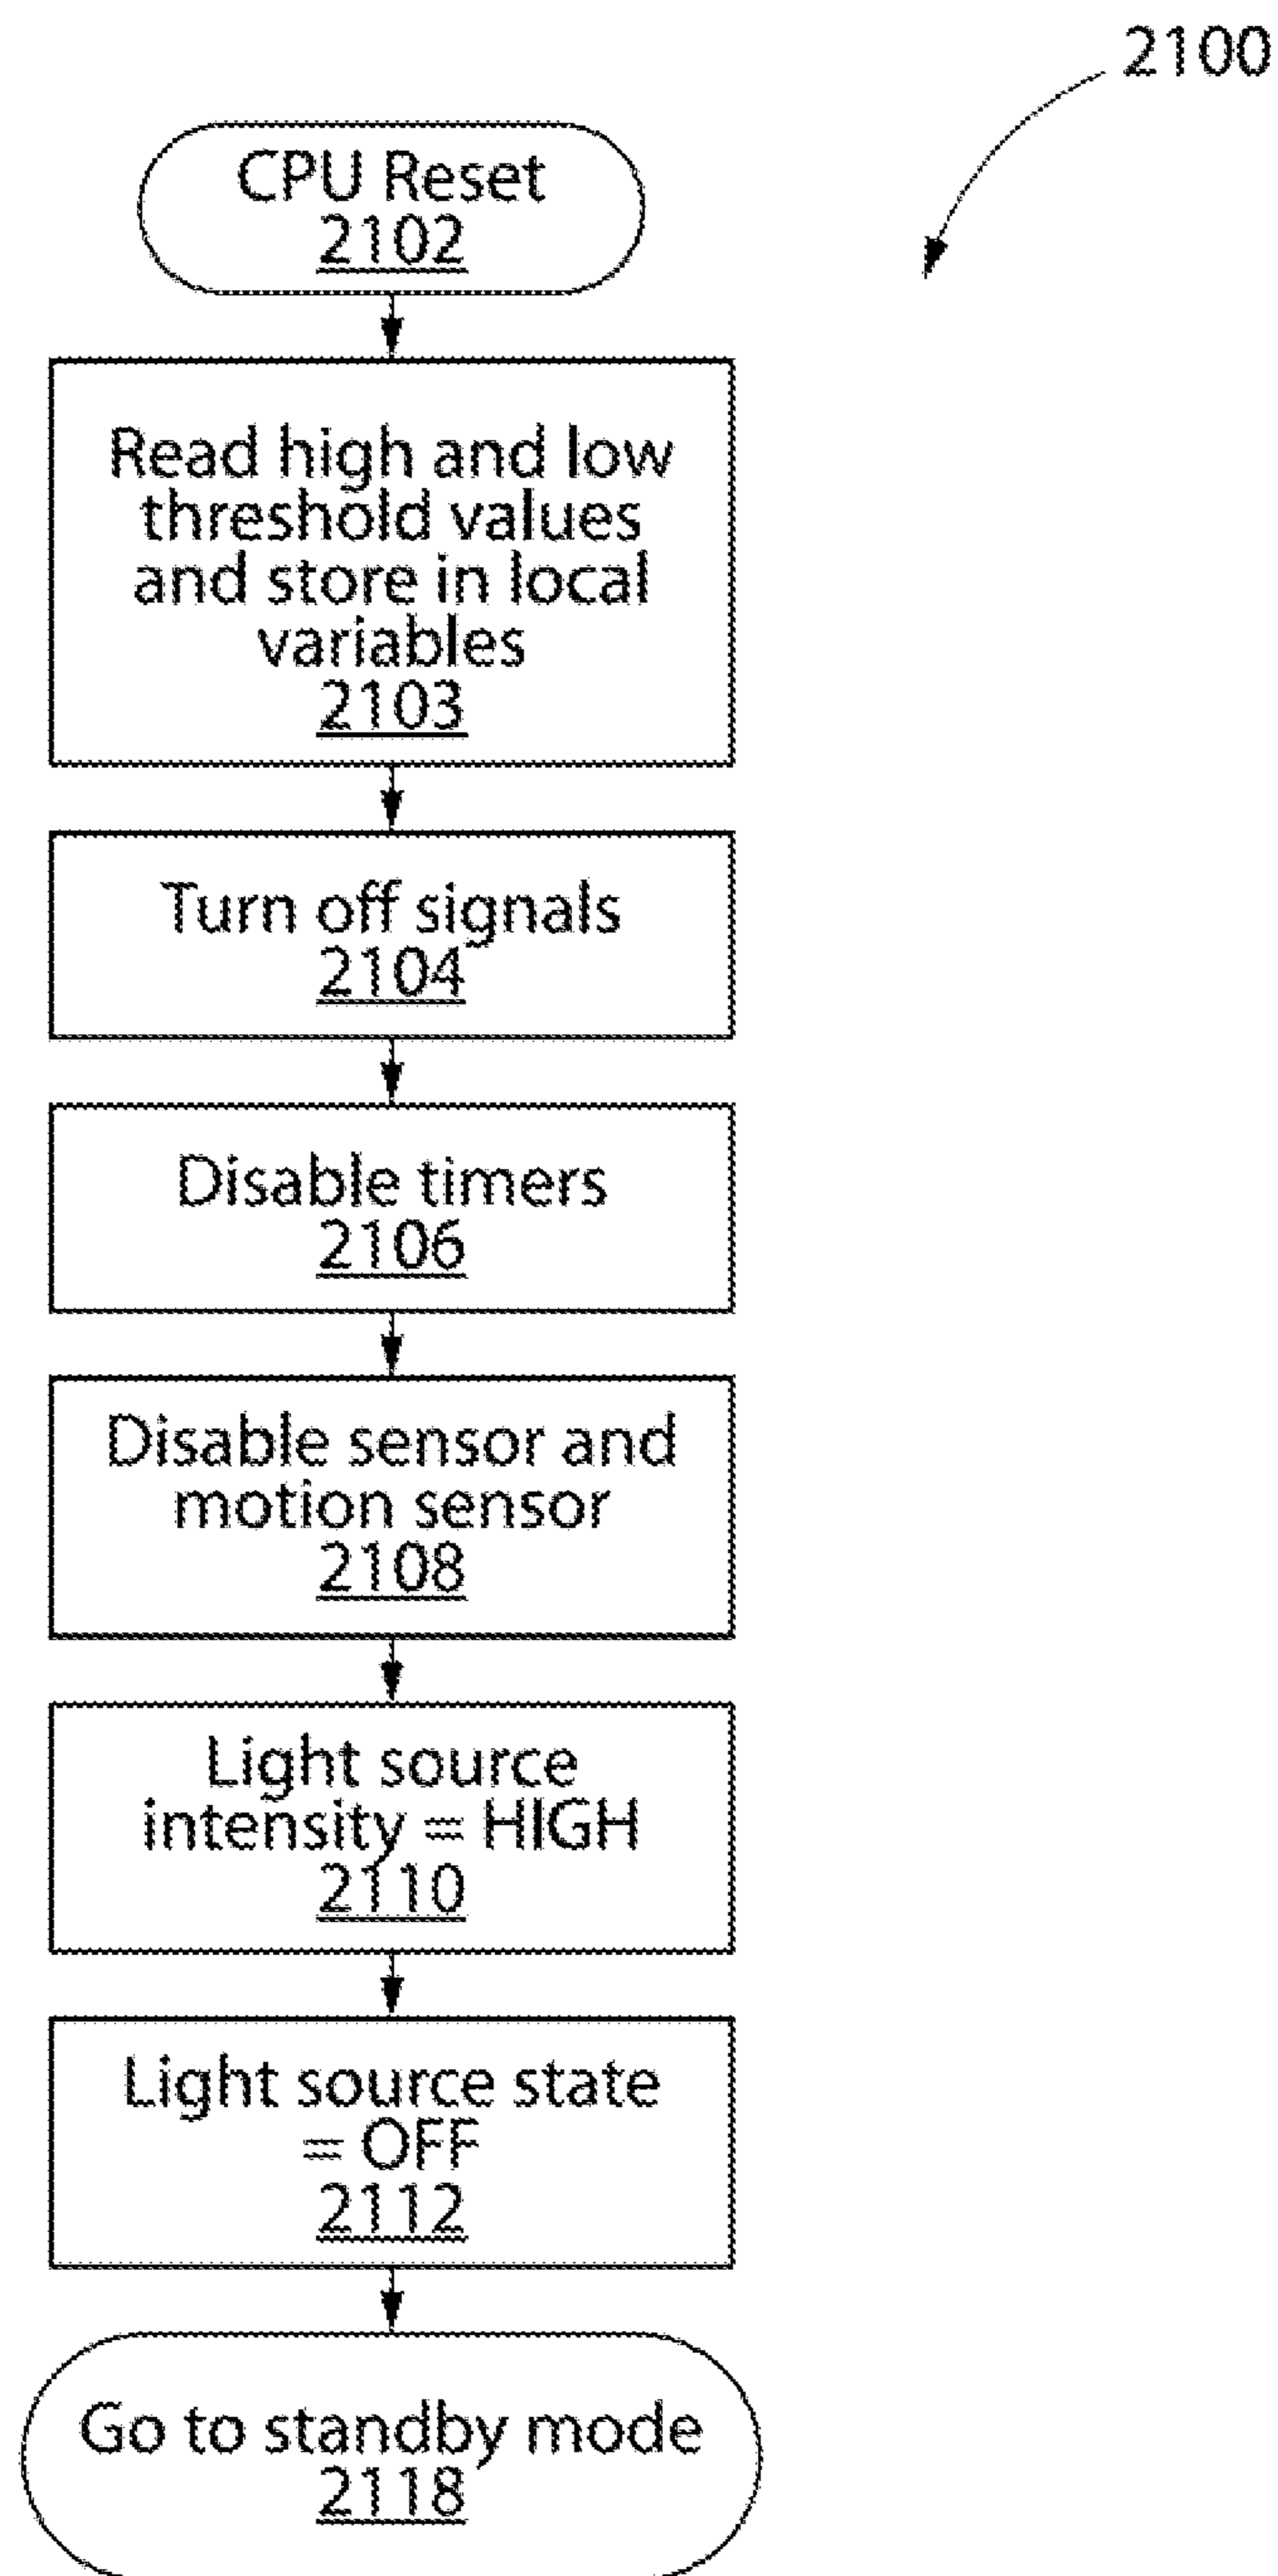 2100
CPU Reset
2102
Read high and low
threshold values
and store in local
variables
2103
Turn off signals
2104
Disable timers
2106
Disable sensor and
motion sensor
2108
Light source
intensity = HIGH
2110
Light source state
= OFF
2112
Go to standby mode
2118